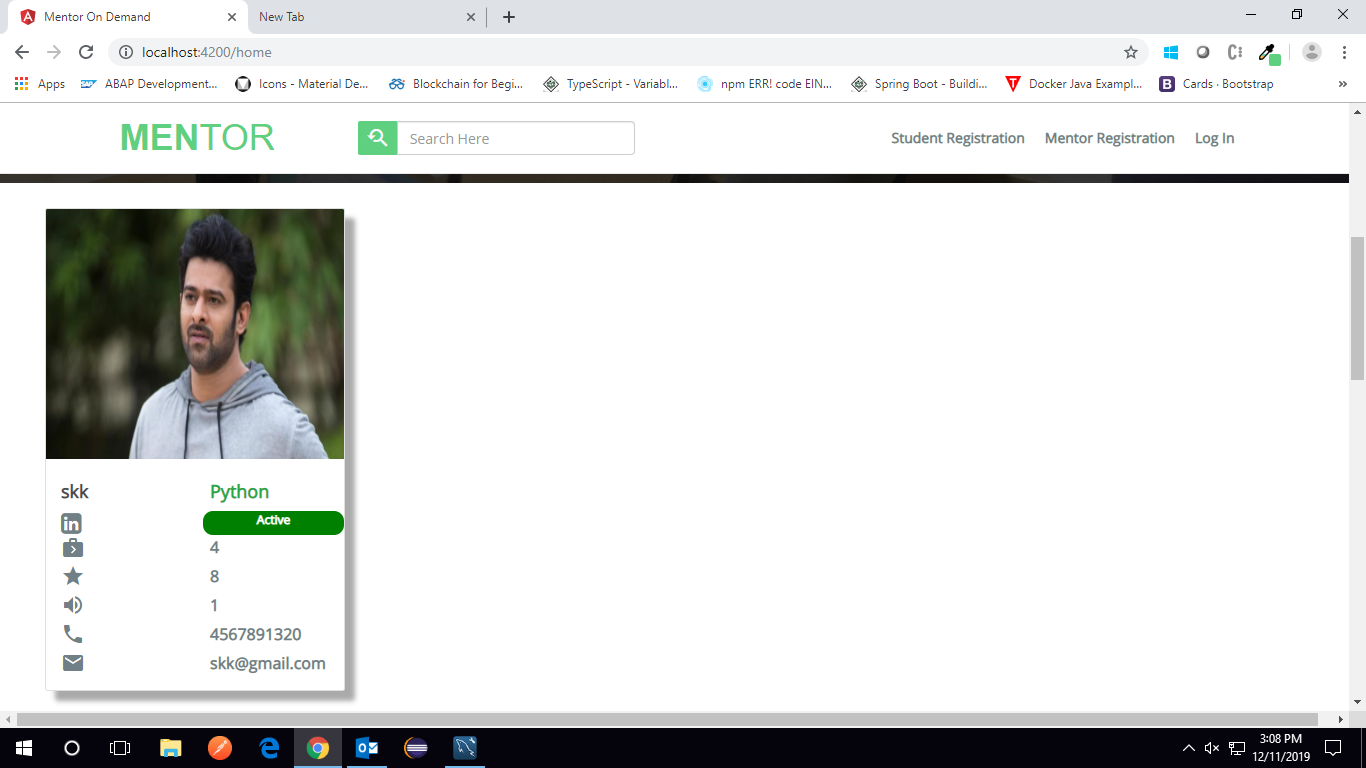 Mentor On Demand
New Tab
localhost:4200/home
Apps
ABAP Development...
Icons - Material De...
Blockchain for Begi...
TypeScript - Variabl...
npm ERR! code EIN...
Spring Boot - Buildi...
Docker Java Exampl...
B
Cards · Bootstrap
»
MENTOR
Search Here
Student Registration
Mentor Registration
Log In
skk
Python
in
Active
4
8
1
4567891320
skk@gmail.com
3:08 PM
12/11/2019